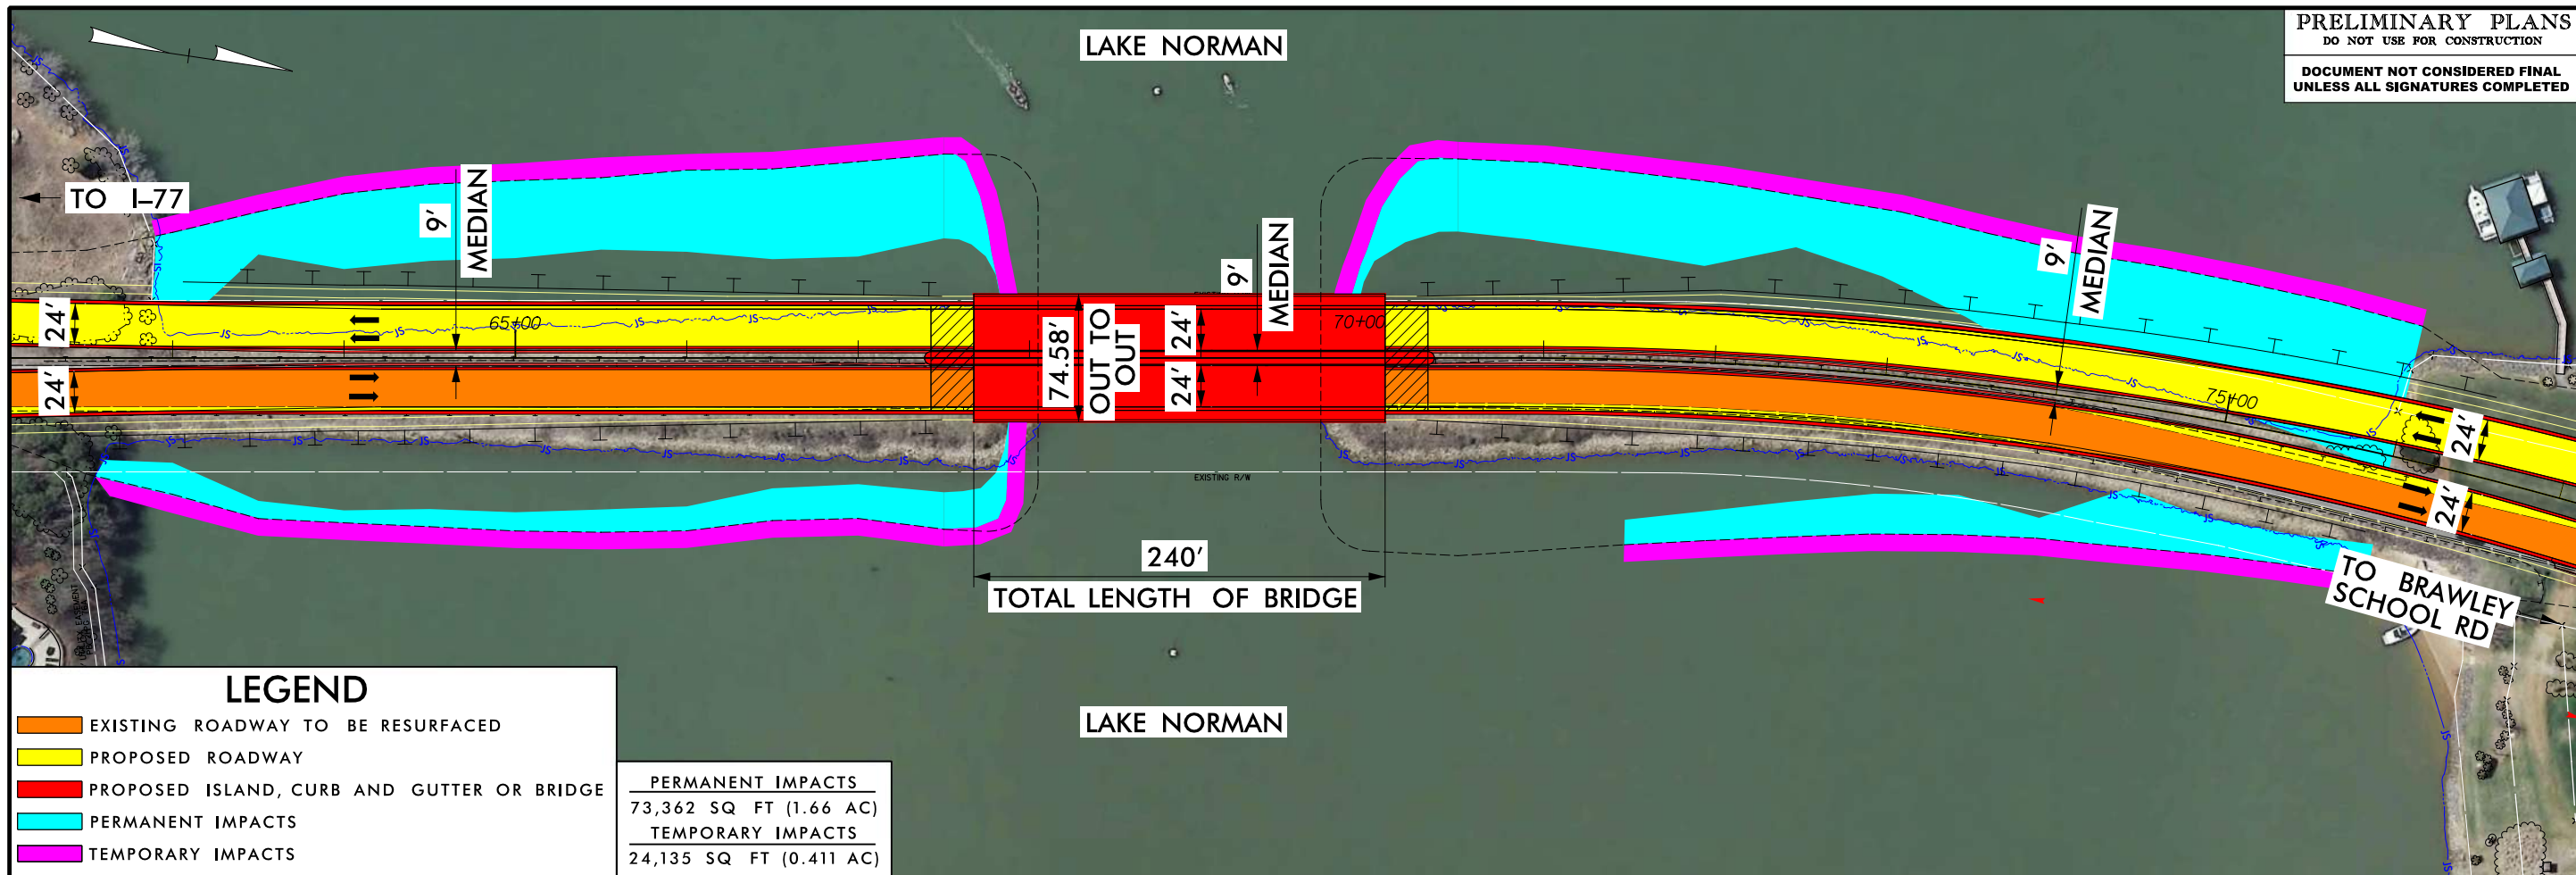 PRELIMINARY PLANS
DO NOT USE FOR CONSTRUCTION
DOCUMENT NOT CONSIDERED FINAL
UNLESS ALL SIGNATURES COMPLETED
LAKE NORMAN
TO I-77
9'
MEDIAN
9'
MEDIAN
9'
MEDIAN
24'
24'
65+00
JS
74.58'
OUT TO
OUT
24'
24'
70+00
75+00
24'
24'
EXISTING R/W
240'
TOTAL LENGTH OF BRIDGE
TO BRAWLEY
SCHOOL RD
LAKE NORMAN
LEGEND
EXISTING ROADWAY TO BE RESURFACED
PROPOSED ROADWAY
PROPOSED ISLAND, CURB AND GUTTER OR BRIDGE
PERMANENT IMPACTS
TEMPORARY IMPACTS
PERMANENT IMPACTS
73,362 SQ FT (1.66 AC)
TEMPORARY IMPACTS
24,135 SQ FT (0.411 AC)